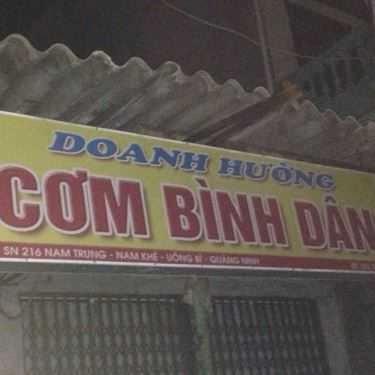 DOANH HƯỜNG
CƠM BÌNH DÂN
SN 216 NAM TRUNG - NAM KHÊ - UÔNG BÍ - QUẢNG NINH